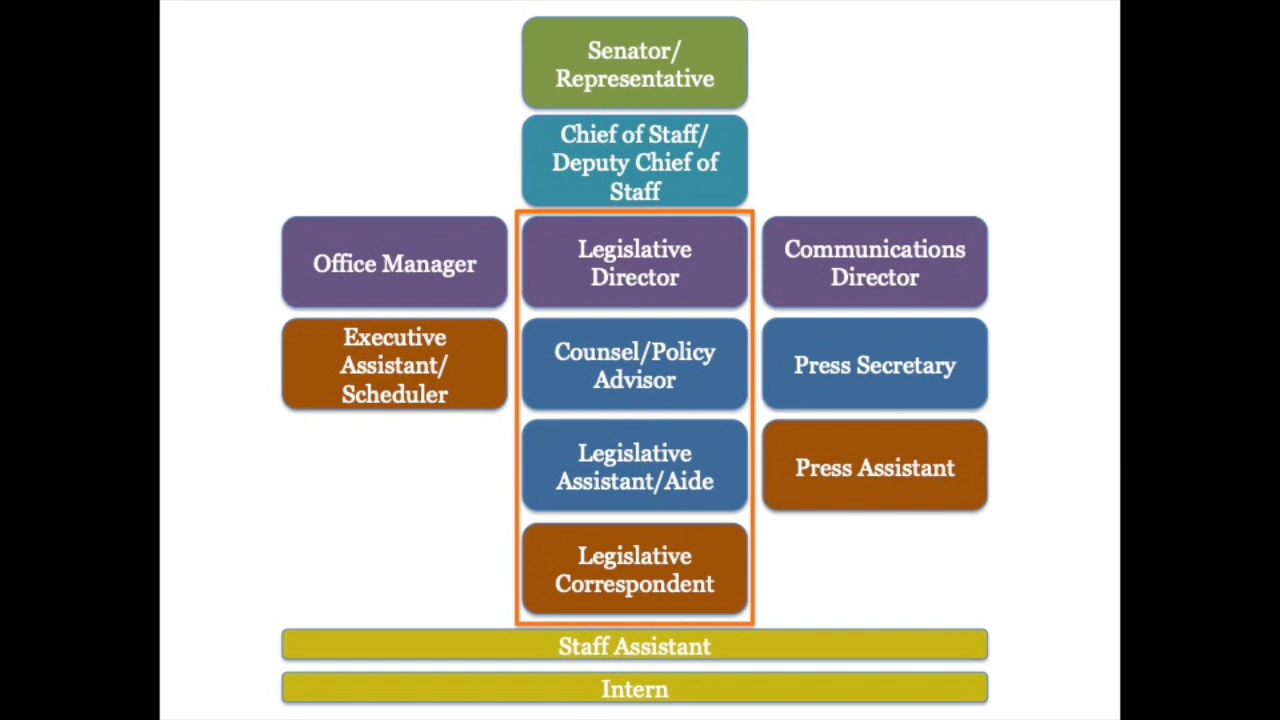 Senator/
Representative
Chief of Staff/
Deputy Chief of
Staff
Office Manager
Legislative
Director
Communications
Director
Executive
Assistant/
Scheduler
Counsel/Policy
Advisor
Press Secretary
Legislative
Assistant/Aide
Press Assistant
Legislative
Correspondent
Staff Assistant
Intern